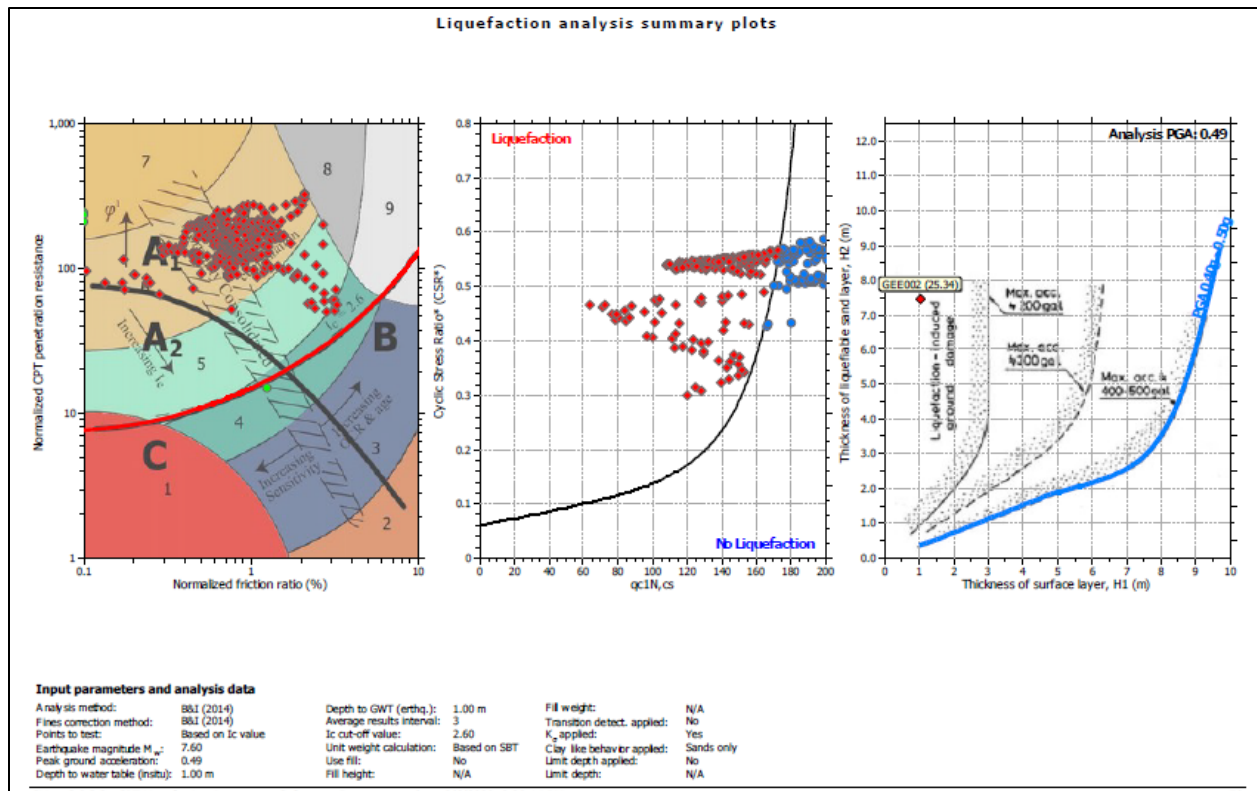 Liquefaction analysis summary plots
Normalized CPT penetration resistance
1,000
100
10
1
0.1
1
10
Normalized friction ratio (%)
7
8
9
φ'
A1
A2
B
C
5
4
3
1
2
Increasing Ic
Consolidated
Ic = 2.6
Increasing
OCR & age
Increasing
Sensitivity
Cyclic Stress Ratio* (CSR*)
0.8
0.7
0.6
0.5
0.4
0.3
0.2
0.1
0
Liquefaction
No Liquefaction
0 20 40 60 80 100 120 140 160 180 200
qc1N,cs
Thickness of liquefiable sand layer, H2 (m)
12.0
11.0
10.0
9.0
8.0
7.0
6.0
5.0
4.0
3.0
2.0
1.0
0.0
Analysis PGA: 0.49
GEE002 (25.34)
Liquefaction-induced
ground damage
Max. acc.
≒ 200gal.
Max. acc.
≒300gal.
Max. acc. ≒
400-500gal.
PGA 0.40g - 0.50g
0 1 2 3 4 5 6 7 8 9 10
Thickness of surface layer, H1 (m)
Input parameters and analysis data
Analysis method: B&I (2014) Depth to GWT (erthq.): 1.00 m Fill weight: N/A
Fines correction method: B&I (2014) Average results interval: 3 Transition detect. applied: No
Points to test: Based on Ic value Ic cut-off value: 2.60 Kσ applied: Yes
Earthquake magnitude Mw: 7.60 Unit weight calculation: Based on SBT Clay like behavior applied: Sands only
Peak ground acceleration: 0.49 Use fill: No Limit depth applied: No
Depth to water table (insitu): 1.00 m Fill height: N/A Limit depth: N/A